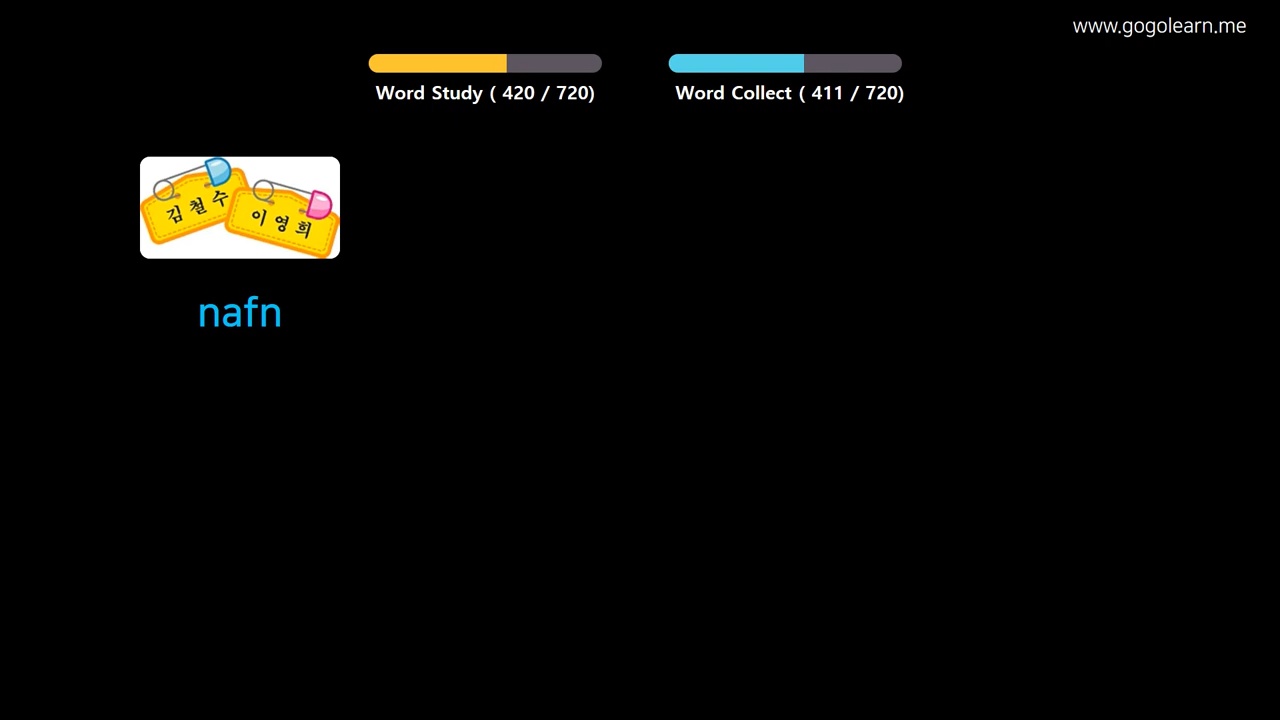 www.gogolearn.me
Word Study ( 420 / 720)
Word Collect ( 411 / 720)
김철수
이영희
nafn